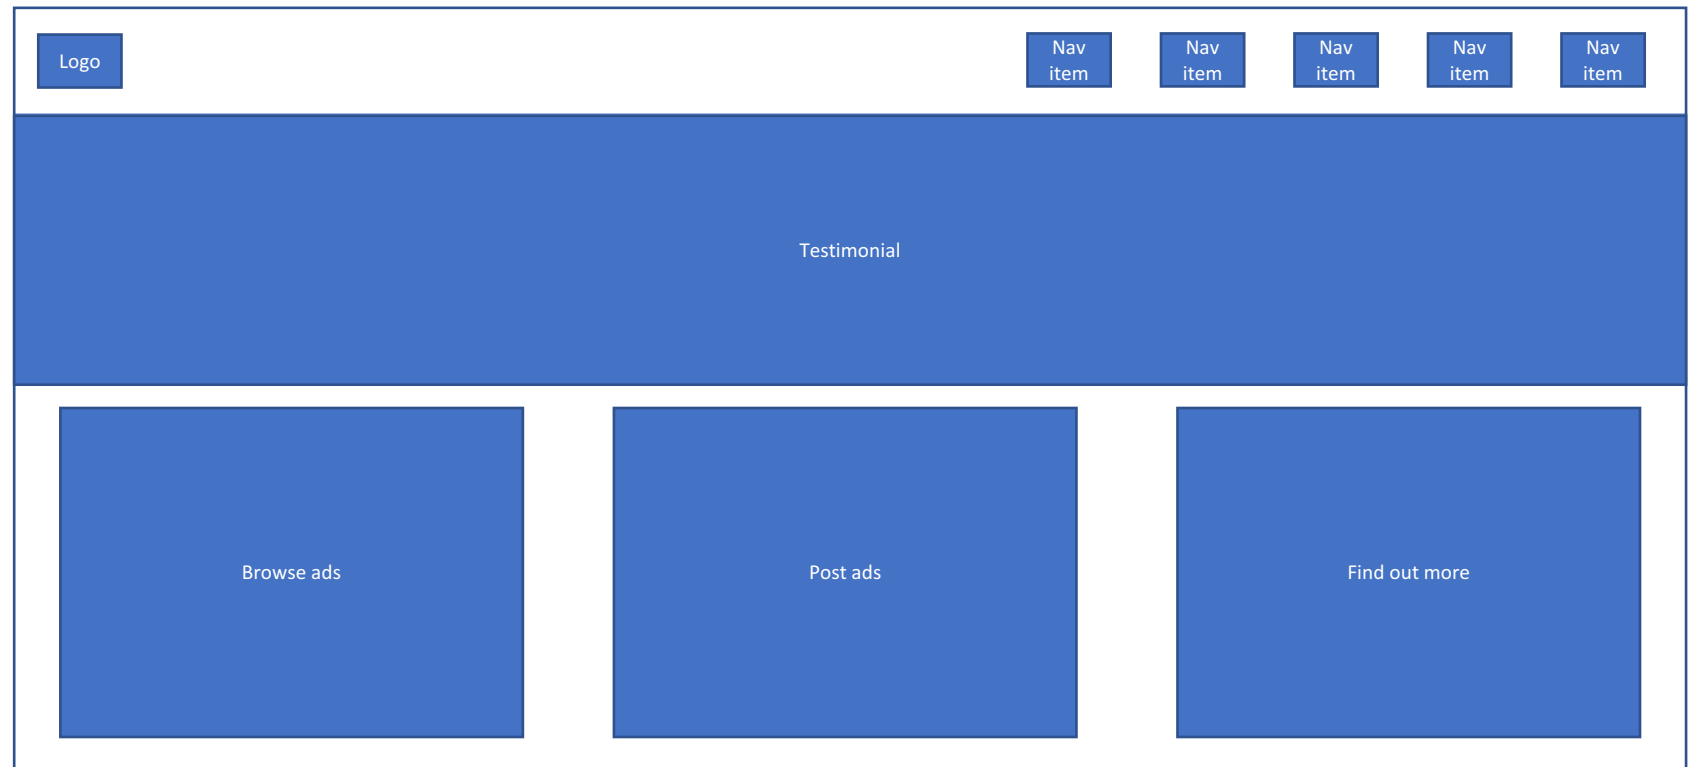 Logo
Nav
item
Nav
item
Nav
item
Nav
item
Nav
item
Testimonial
Browse ads
Post ads
Find out more